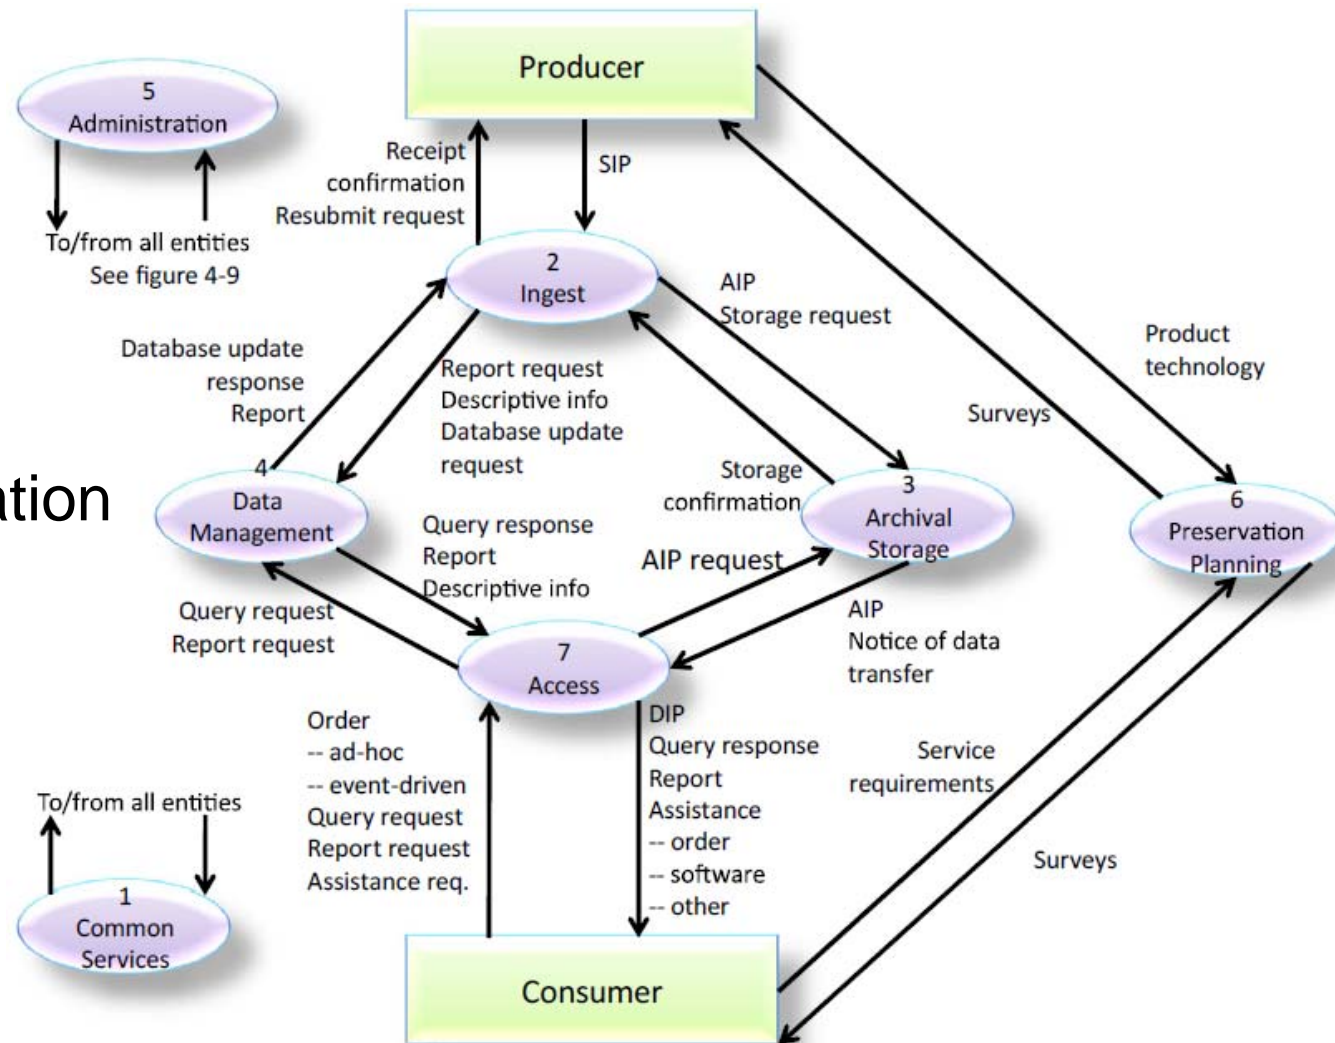 Producer
5
Administration
To/from all entities
See figure 4-9
Receipt
confirmation
Resubmit request
SIP
2
Ingest
AIP
Storage request
Product
technology
Surveys
Database update
response
Report
Report request
Descriptive info
Database update
request
ation
4
Data
Management
Storage
confirmation
3
Archival
Storage
6
Preservation
Planning
Query response
Report
Descriptive info
AIP request
Query request
Report request
AIP
Notice of data
transfer
7
Access
Order
-- ad-hoc
-- event-driven
Query request
Report request
Assistance req.
DIP
Query response
Report
Assistance
-- order
-- software
-- other
Service
requirements
Surveys
To/from all entities
1
Common
Services
Consumer